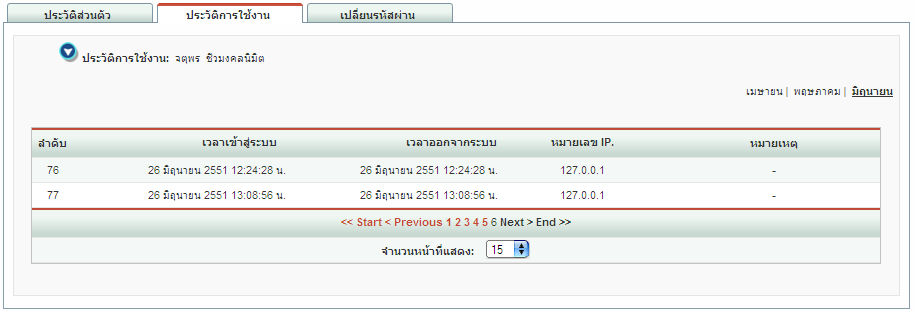 ประวัติส่วนตัว ประวัติการใช้งาน เปลี่ยนรหัสผ่าน
ประวัติการใช้งาน: จตุพร ชิวมงคลนิมิต
เมษายน | พฤษภาคม | มิถุนายน
ลำดับ เวลาเข้าสู่ระบบ เวลาออกจากระบบ หมายเลข IP. หมายเหตุ
76 26 มิถุนายน 2551 12:24:28 น. 26 มิถุนายน 2551 12:24:28 น. 127.0.0.1 -
77 26 มิถุนายน 2551 13:08:56 น. 26 มิถุนายน 2551 13:08:56 น. 127.0.0.1 -
<< Start < Previous 1 2 3 4 5 6 Next > End >>
จำนวนหน้าที่แสดง: 15